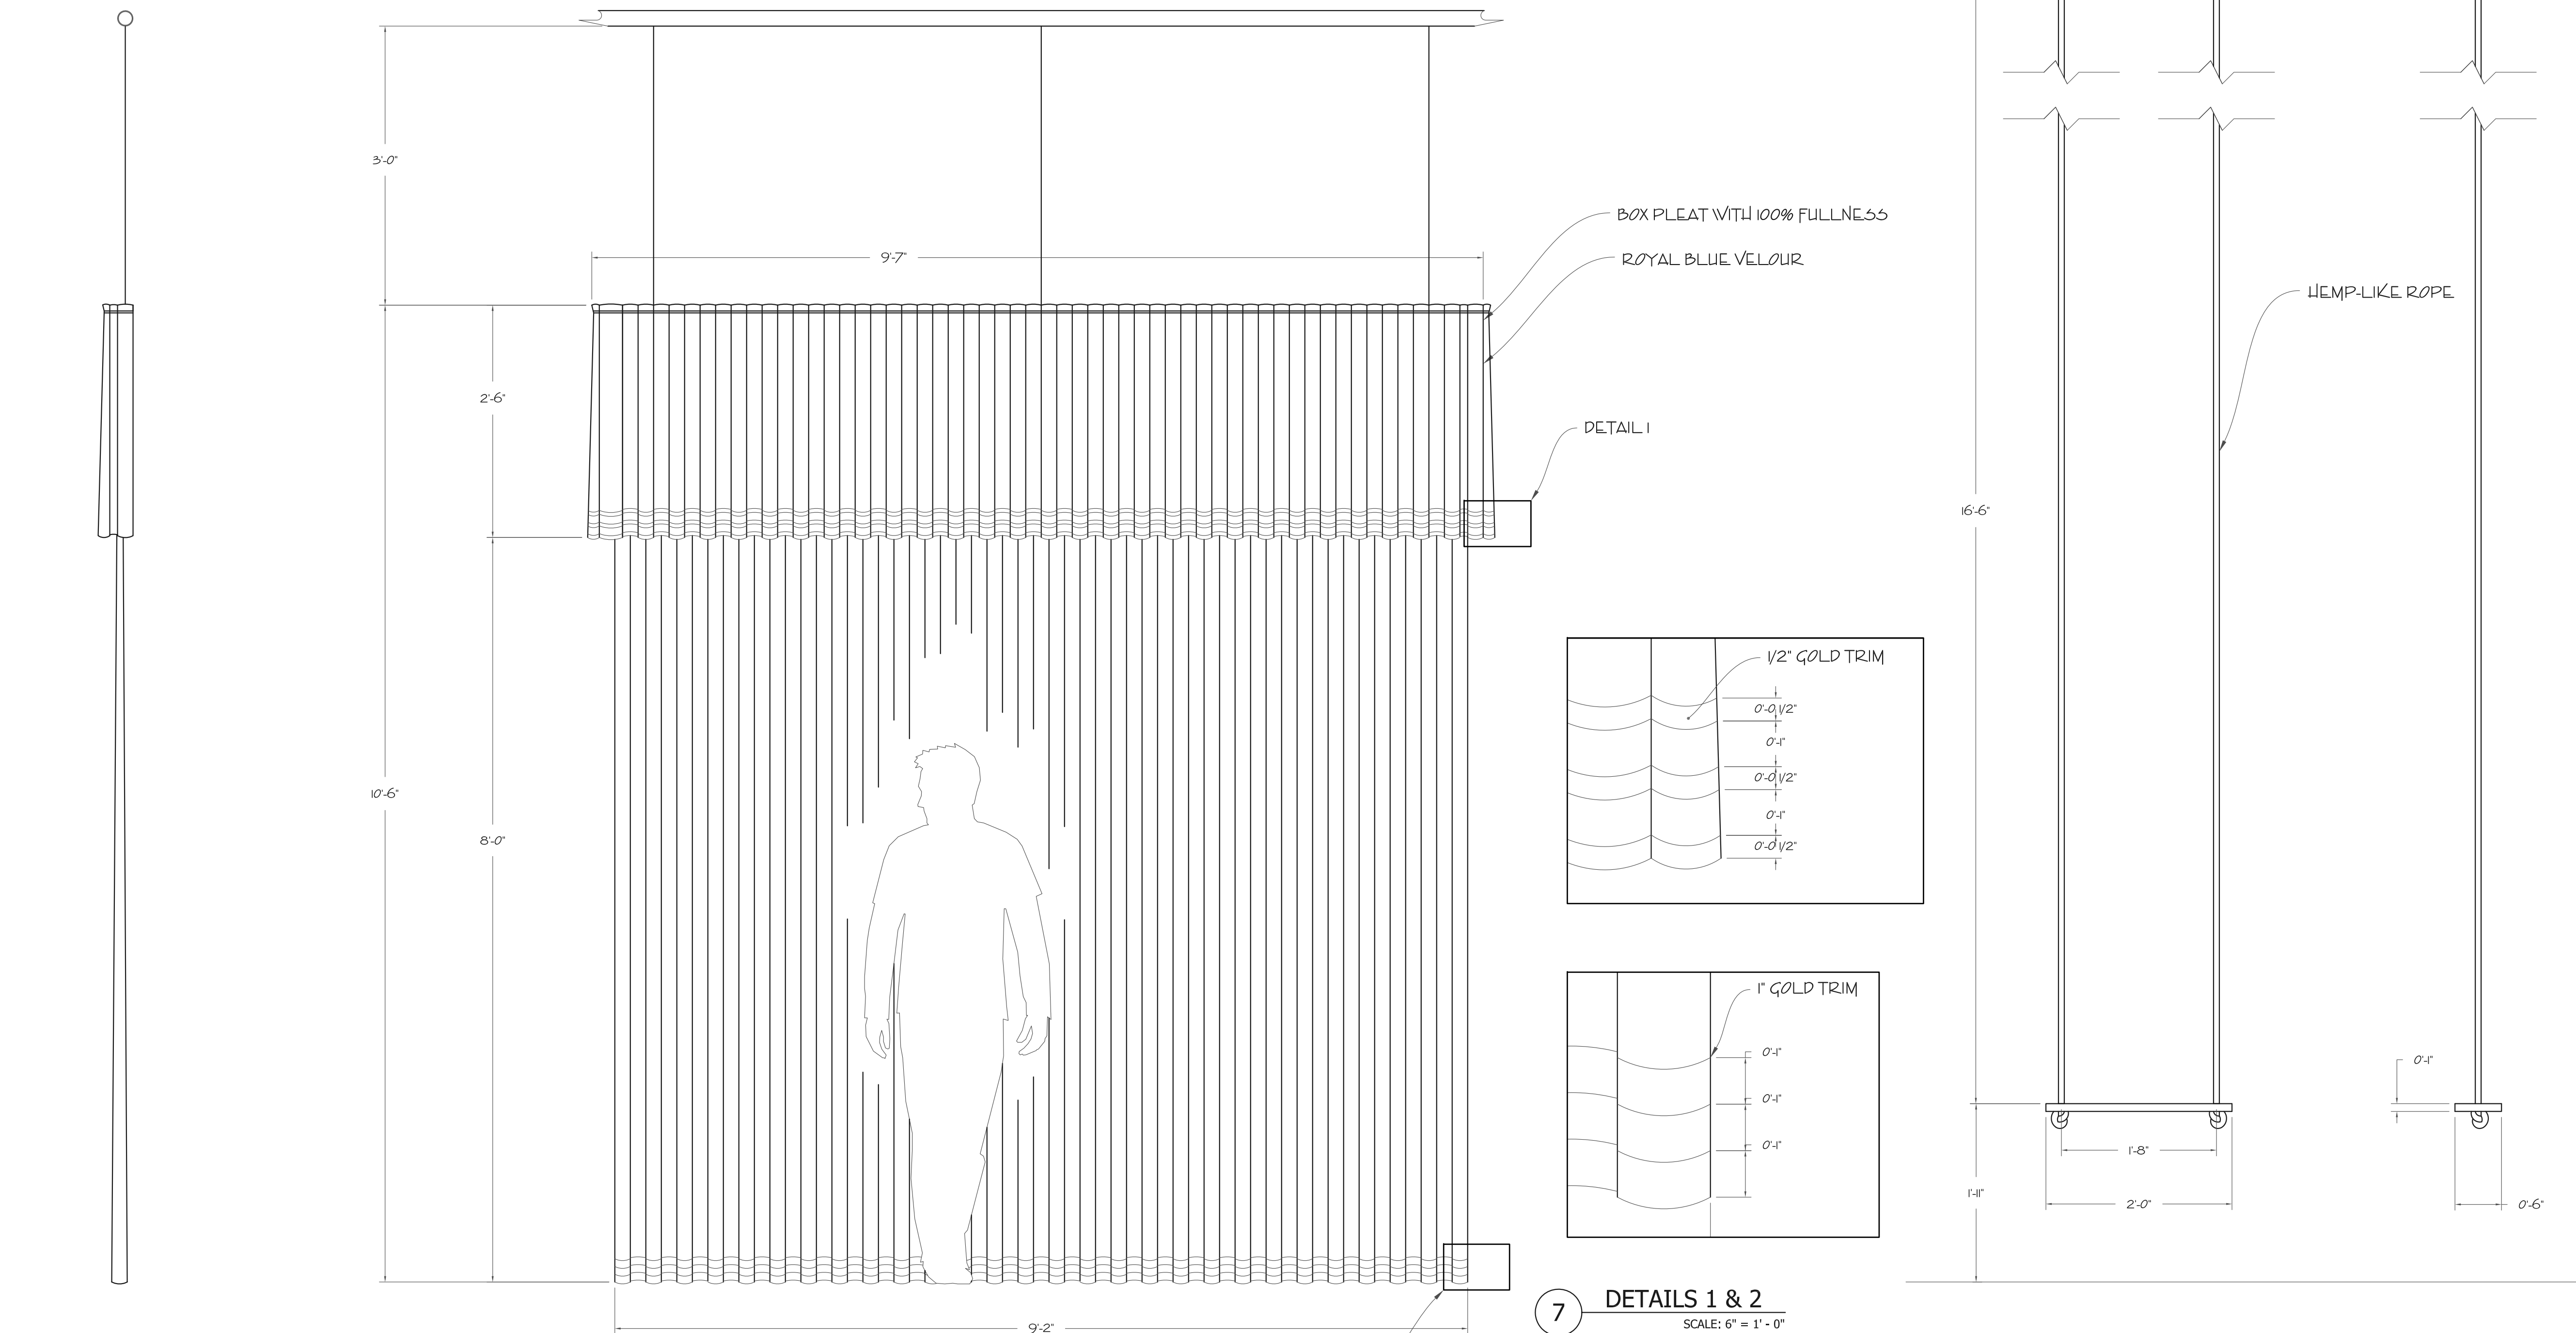 3'-0"
9'-7"
BOX PLEAT WITH 100% FULLNESS
ROYAL BLUE VELOUR
HEMP-LIKE ROPE
2'-6"
DETAIL 1
16'-6"
1/2" GOLD TRIM
0'-0 1/2"
0'-1"
0'-0 1/2"
0'-1"
0'-0 1/2"
10'-6"
8'-0"
1" GOLD TRIM
0'-1"
0'-1"
0'-1"
0'-1"
1'-8"
1'-11"
2'-0"
0'-6"
7
DETAILS 1 & 2
SCALE: 6" = 1' - 0"
9'-2"